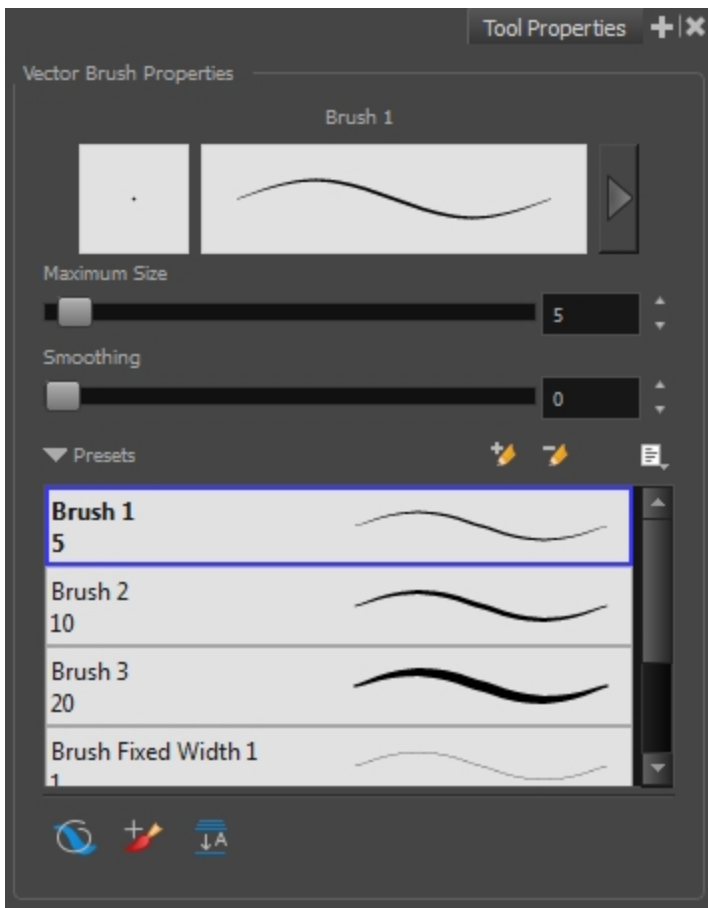 Tool Properties
Vector Brush Properties
Brush 1
Maximum Size
5
Smoothing
0
Presets
Brush 1
5
Brush 2
10
Brush 3
20
Brush Fixed Width 1
1
A